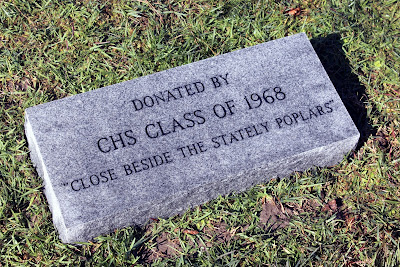 DONATED BY
CHS CLASS OF 1968
"CLOSE BESIDE THE STATELY POPLARS"